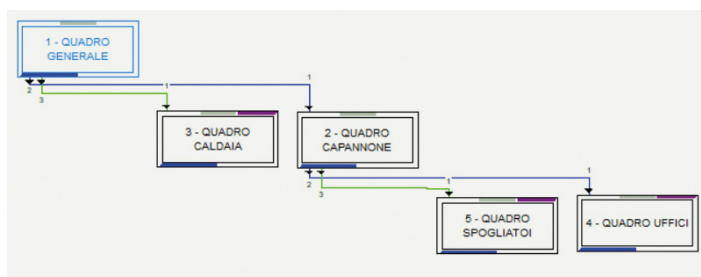 1 - QUADRO
GENERALE
2
3
1
1
3 - QUADRO
CALDAIA
2 - QUADRO
CAPANNONE
2
3
1
1
5 - QUADRO
SPOGLIATOI
4 - QUADRO UFFICI